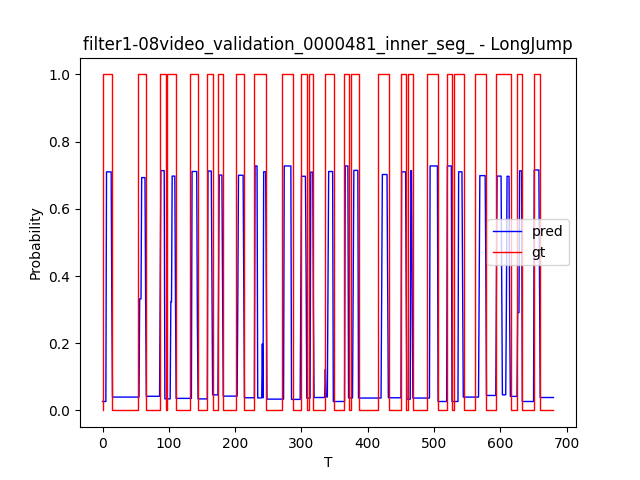 filter1-08video_validation_0000481_inner_seg_ - LongJump
1.0
0.8
0.6
0.4
0.2
0.0
Probability
pred
gt
0 100 200 300 400 500 600 700
T